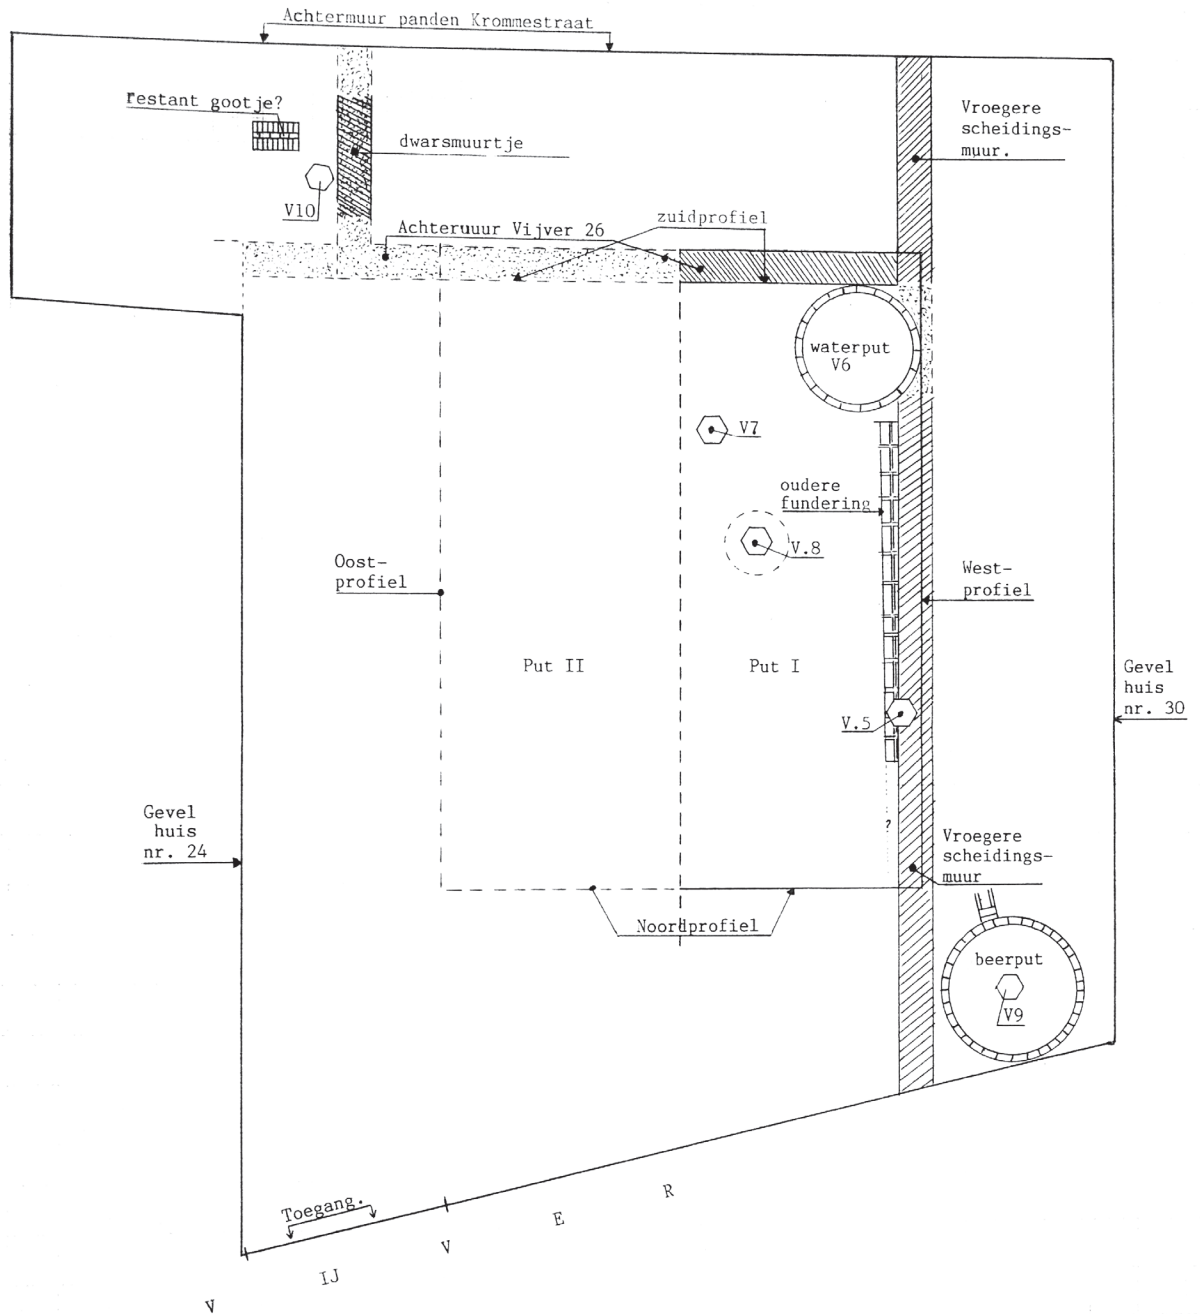 Achtermuur panden Krommestraat
restant gootje?
dwarsmuurtje
Vroegere
scheidings-
muur.
V10
Achteruuur Vijver 26
zuidprofiel
waterput
V6
V7
oudere
fundering
V.8
Oost-
profiel
West-
profiel
Put II
Put I
Gevel
huis
nr. 30
V.5
Gevel
huis
nr. 24
?
Vroegere
scheidings-
muur
Noordprofiel
beerput
V9
Toegang.
V IJ V E R